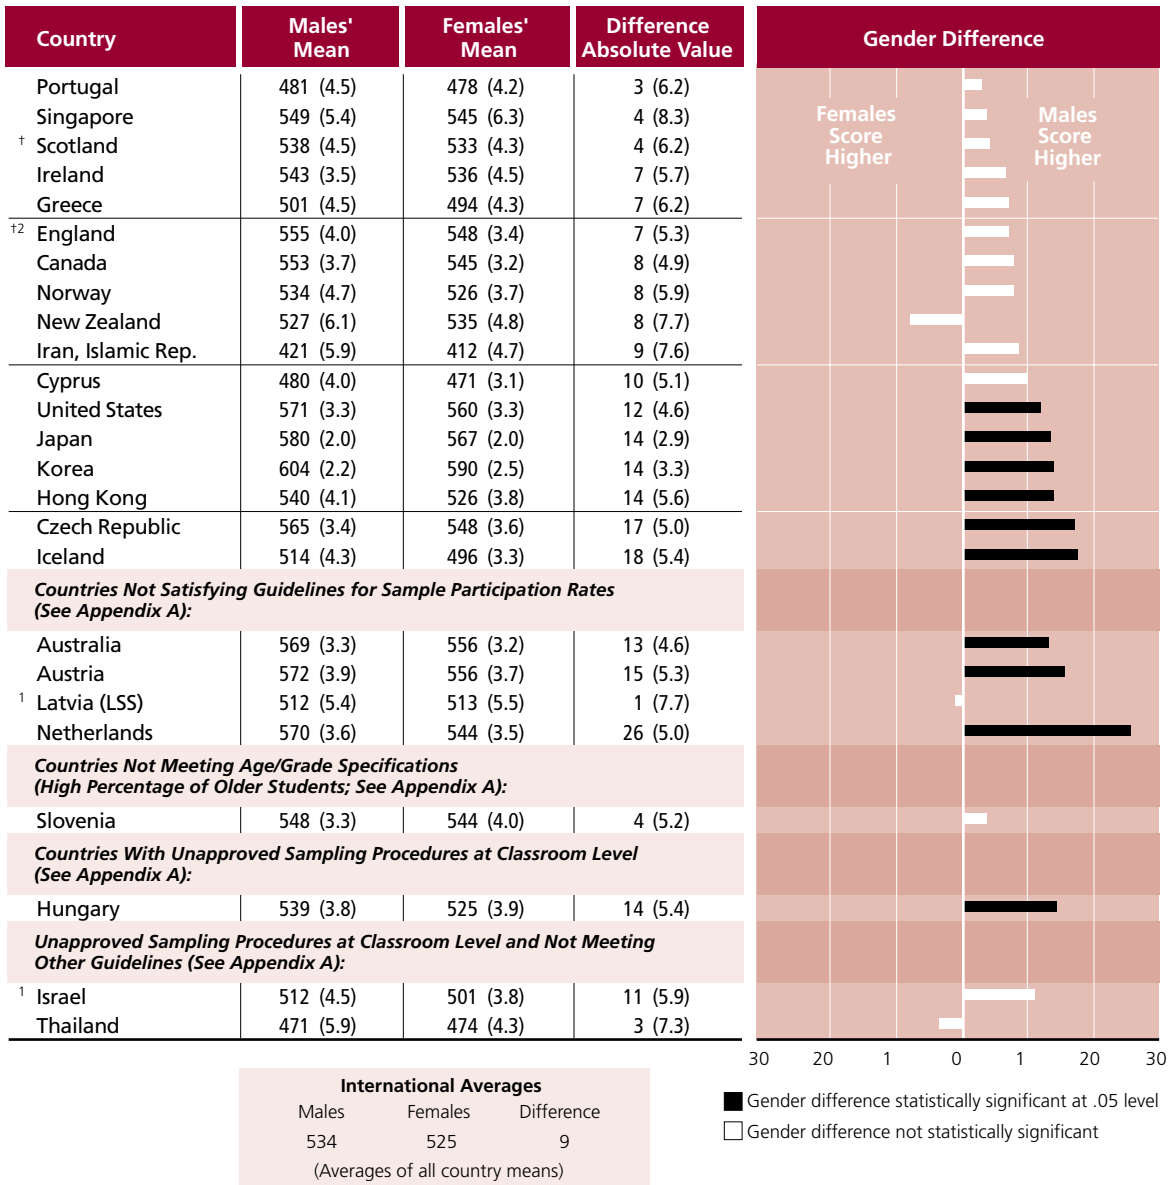 Country Males' Mean Females' Mean Difference Absolute Value Gender Difference
Females Score Higher
Males Score Higher
Portugal 481 (4.5) 478 (4.2) 3 (6.2)
Singapore 549 (5.4) 545 (6.3) 4 (8.3)
† Scotland 538 (4.5) 533 (4.3) 4 (6.2)
Ireland 543 (3.5) 536 (4.5) 7 (5.7)
Greece 501 (4.5) 494 (4.3) 7 (6.2)
†2 England 555 (4.0) 548 (3.4) 7 (5.3)
Canada 553 (3.7) 545 (3.2) 8 (4.9)
Norway 534 (4.7) 526 (3.7) 8 (5.9)
New Zealand 527 (6.1) 535 (4.8) 8 (7.7)
Iran, Islamic Rep. 421 (5.9) 412 (4.7) 9 (7.6)
Cyprus 480 (4.0) 471 (3.1) 10 (5.1)
United States 571 (3.3) 560 (3.3) 12 (4.6)
Japan 580 (2.0) 567 (2.0) 14 (2.9)
Korea 604 (2.2) 590 (2.5) 14 (3.3)
Hong Kong 540 (4.1) 526 (3.8) 14 (5.6)
Czech Republic 565 (3.4) 548 (3.6) 17 (5.0)
Iceland 514 (4.3) 496 (3.3) 18 (5.4)
Countries Not Satisfying Guidelines for Sample Participation Rates
(See Appendix A):
Australia 569 (3.3) 556 (3.2) 13 (4.6)
Austria 572 (3.9) 556 (3.7) 15 (5.3)
1 Latvia (LSS) 512 (5.4) 513 (5.5) 1 (7.7)
Netherlands 570 (3.6) 544 (3.5) 26 (5.0)
Countries Not Meeting Age/Grade Specifications
(High Percentage of Older Students; See Appendix A):
Slovenia 548 (3.3) 544 (4.0) 4 (5.2)
Countries With Unapproved Sampling Procedures at Classroom Level
(See Appendix A):
Hungary 539 (3.8) 525 (3.9) 14 (5.4)
Unapproved Sampling Procedures at Classroom Level and Not Meeting
Other Guidelines (See Appendix A):
1 Israel 512 (4.5) 501 (3.8) 11 (5.9)
Thailand 471 (5.9) 474 (4.3) 3 (7.3)
30 20 1 0 1 20 30
International Averages
Males Females Difference
534 525 9
(Averages of all country means)
Gender difference statistically significant at .05 level
Gender difference not statistically significant